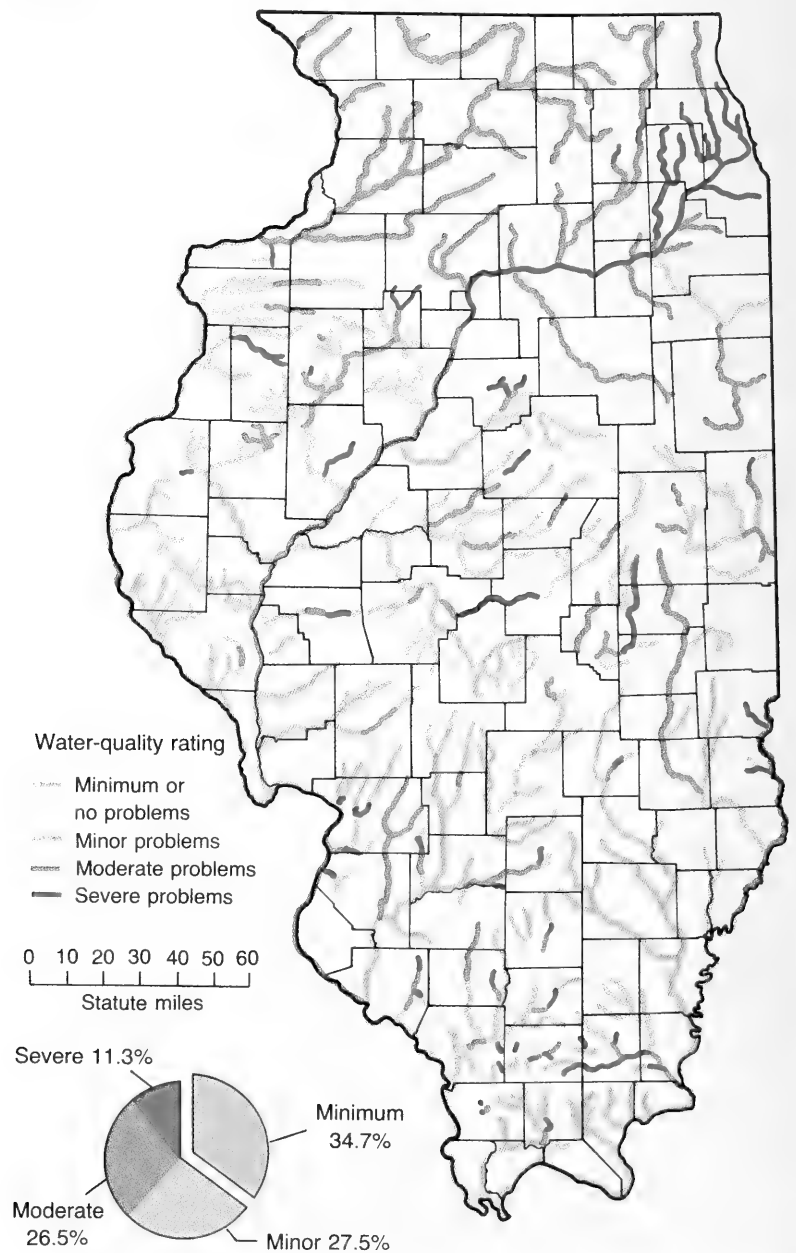 Water-quality rating
Minimum or
no problems
Minor problems
Moderate problems
Severe problems
0 10 20 30 40 50 60
Statute miles
Severe 11.3%
Minimum
34.7%
Moderate
26.5%
Minor 27.5%